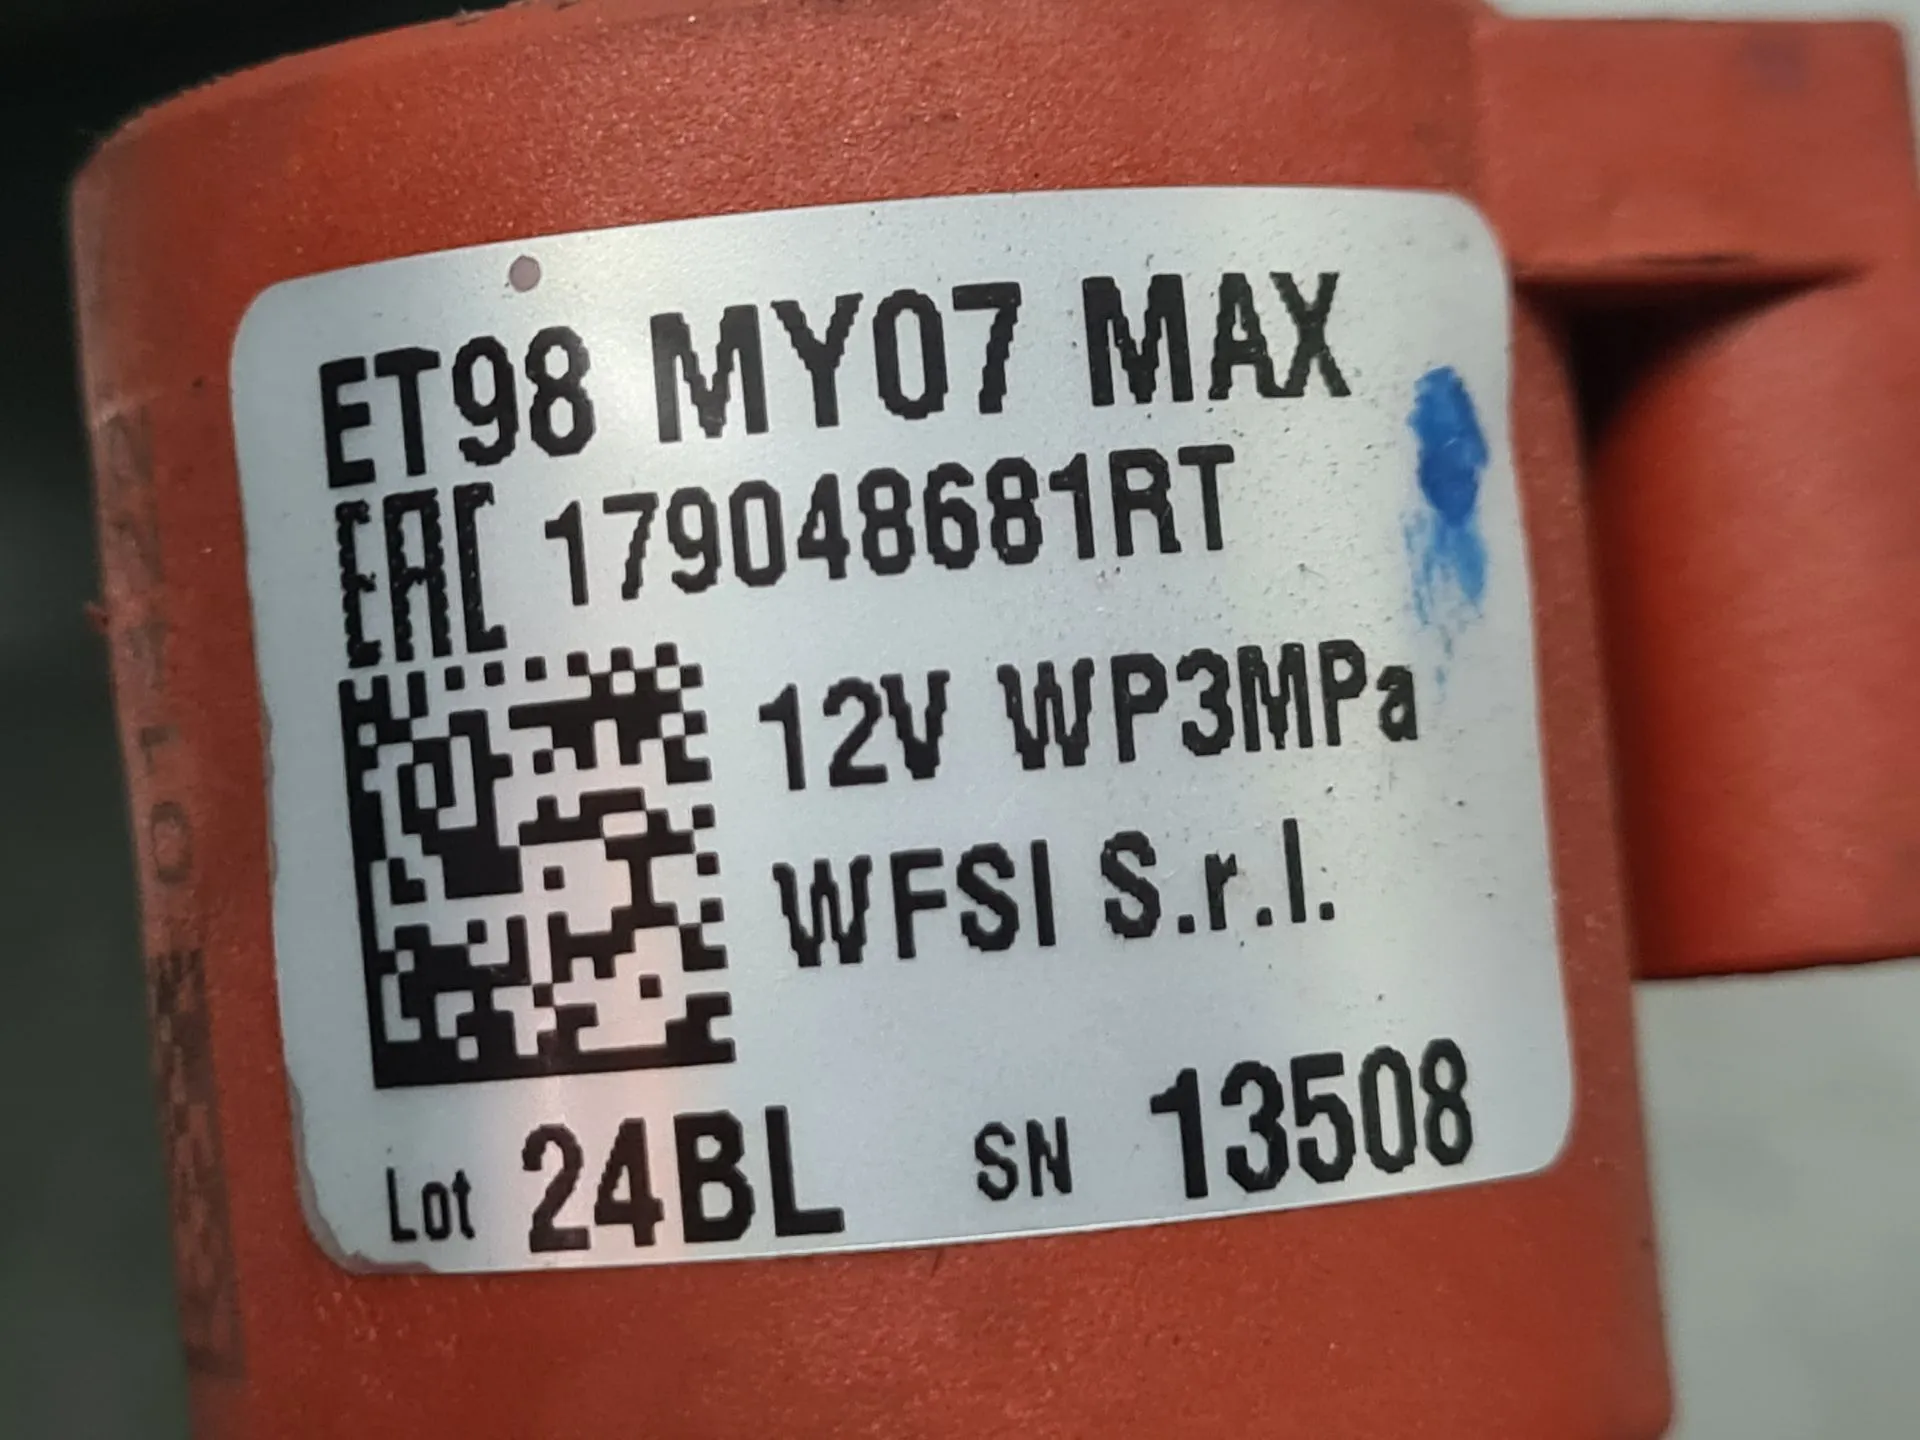 ET98 MY07 MAX
EAC 179048681RT
12V WP3MPa
WFSI S.r.l.
Lot 24BL SN 13508